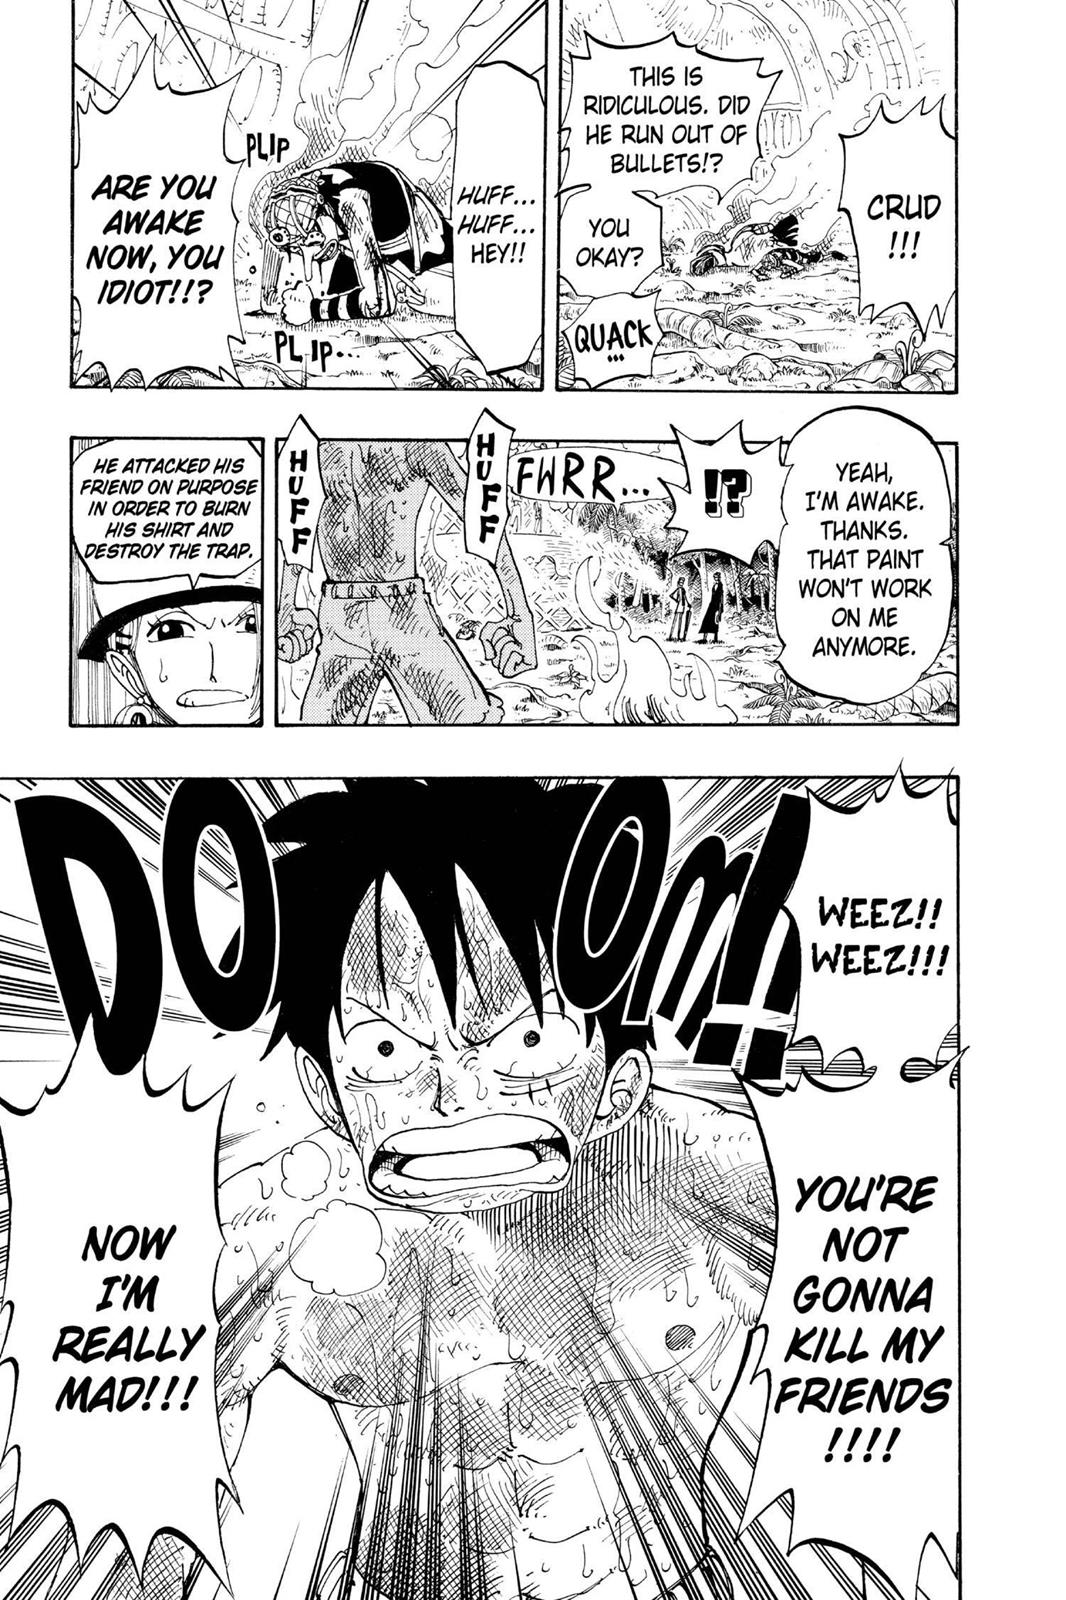 CRUD
!!!
THIS IS
RIDICULOUS. DID
HE RUN OUT OF
BULLETS!?
YOU
OKAY?
QUACK
...
HUFF...
HUFF...
HEY!!
PLIP
PLIP...
ARE YOU
AWAKE
NOW, YOU
IDIOT!!?
YEAH,
I'M AWAKE.
THANKS.
THAT PAINT
WON'T WORK
ON ME
ANYMORE.
!?
FWRR...
HUFF
HUFF
HE ATTACKED HIS
FRIEND ON PURPOSE
IN ORDER TO BURN
HIS SHIRT AND
DESTROY THE TRAP.
DOOM!!
WEEZ!!
WEEZ!!!
YOU'RE
NOT
GONNA
KILL MY
FRIENDS
!!!!
NOW
I'M
REALLY
MAD!!!